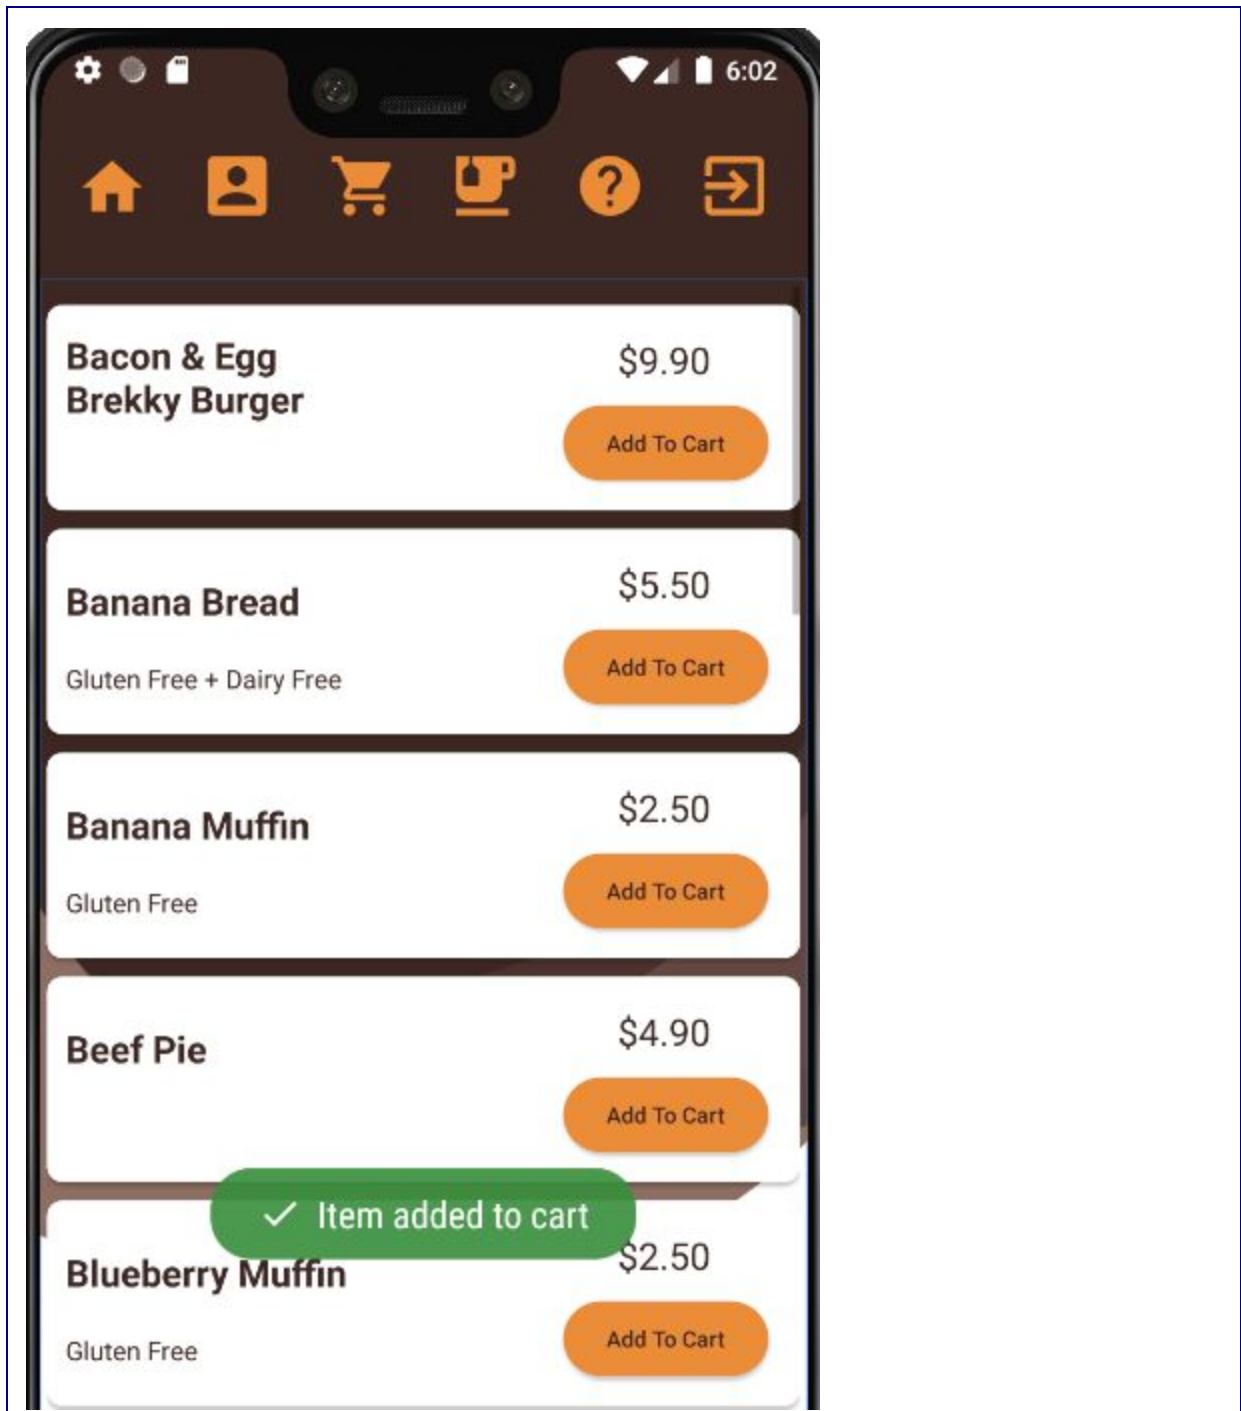 6:02
Bacon & Egg
Brekky Burger
$9.90
Add To Cart
Banana Bread
$5.50
Gluten Free + Dairy Free
Add To Cart
Banana Muffin
$2.50
Gluten Free
Add To Cart
Beef Pie
$4.90
Add To Cart
Item added to cart
Blueberry Muffin
$2.50
Gluten Free
Add To Cart